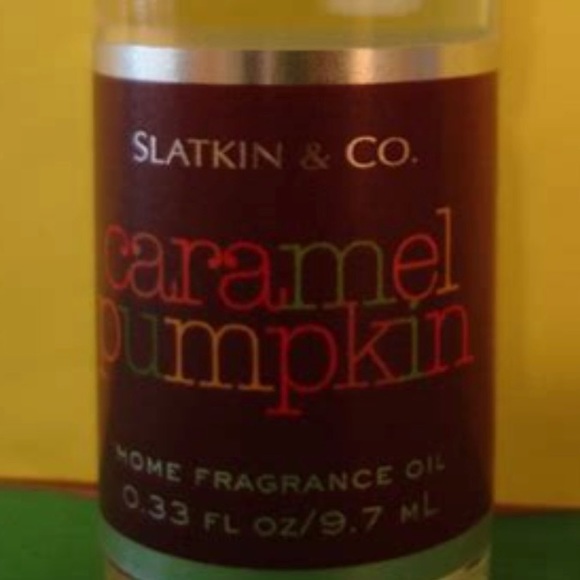 SLATKIN & CO.
caramel
pumpkin
HOME FRAGRANCE OIL
0.33 FL OZ/9.7 mL